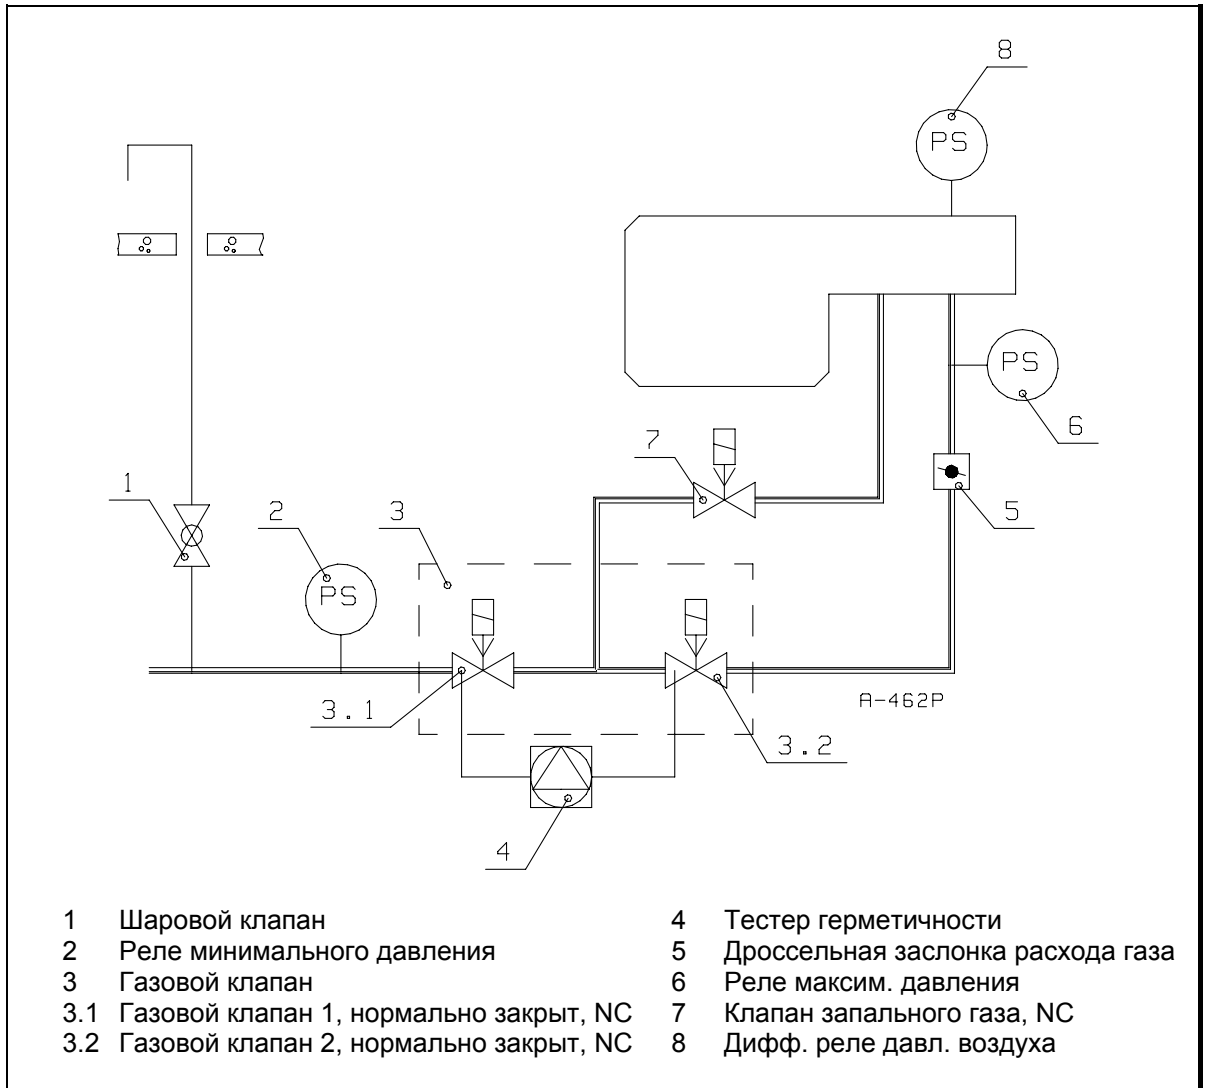 8
PS
PS
6
7
1
2
3
5
PS
3.1
A-462P
3.2
4
1 Шаровой клапан
2 Реле минимального давления
3 Газовой клапан
3.1 Газовой клапан 1, нормально закрыт, NC
3.2 Газовой клапан 2, нормально закрыт, NC
4 Тестер герметичности
5 Дроссельная заслонка расхода газа
6 Реле максим. давления
7 Клапан запального газа, NC
8 Дифф. реле давл. воздуха